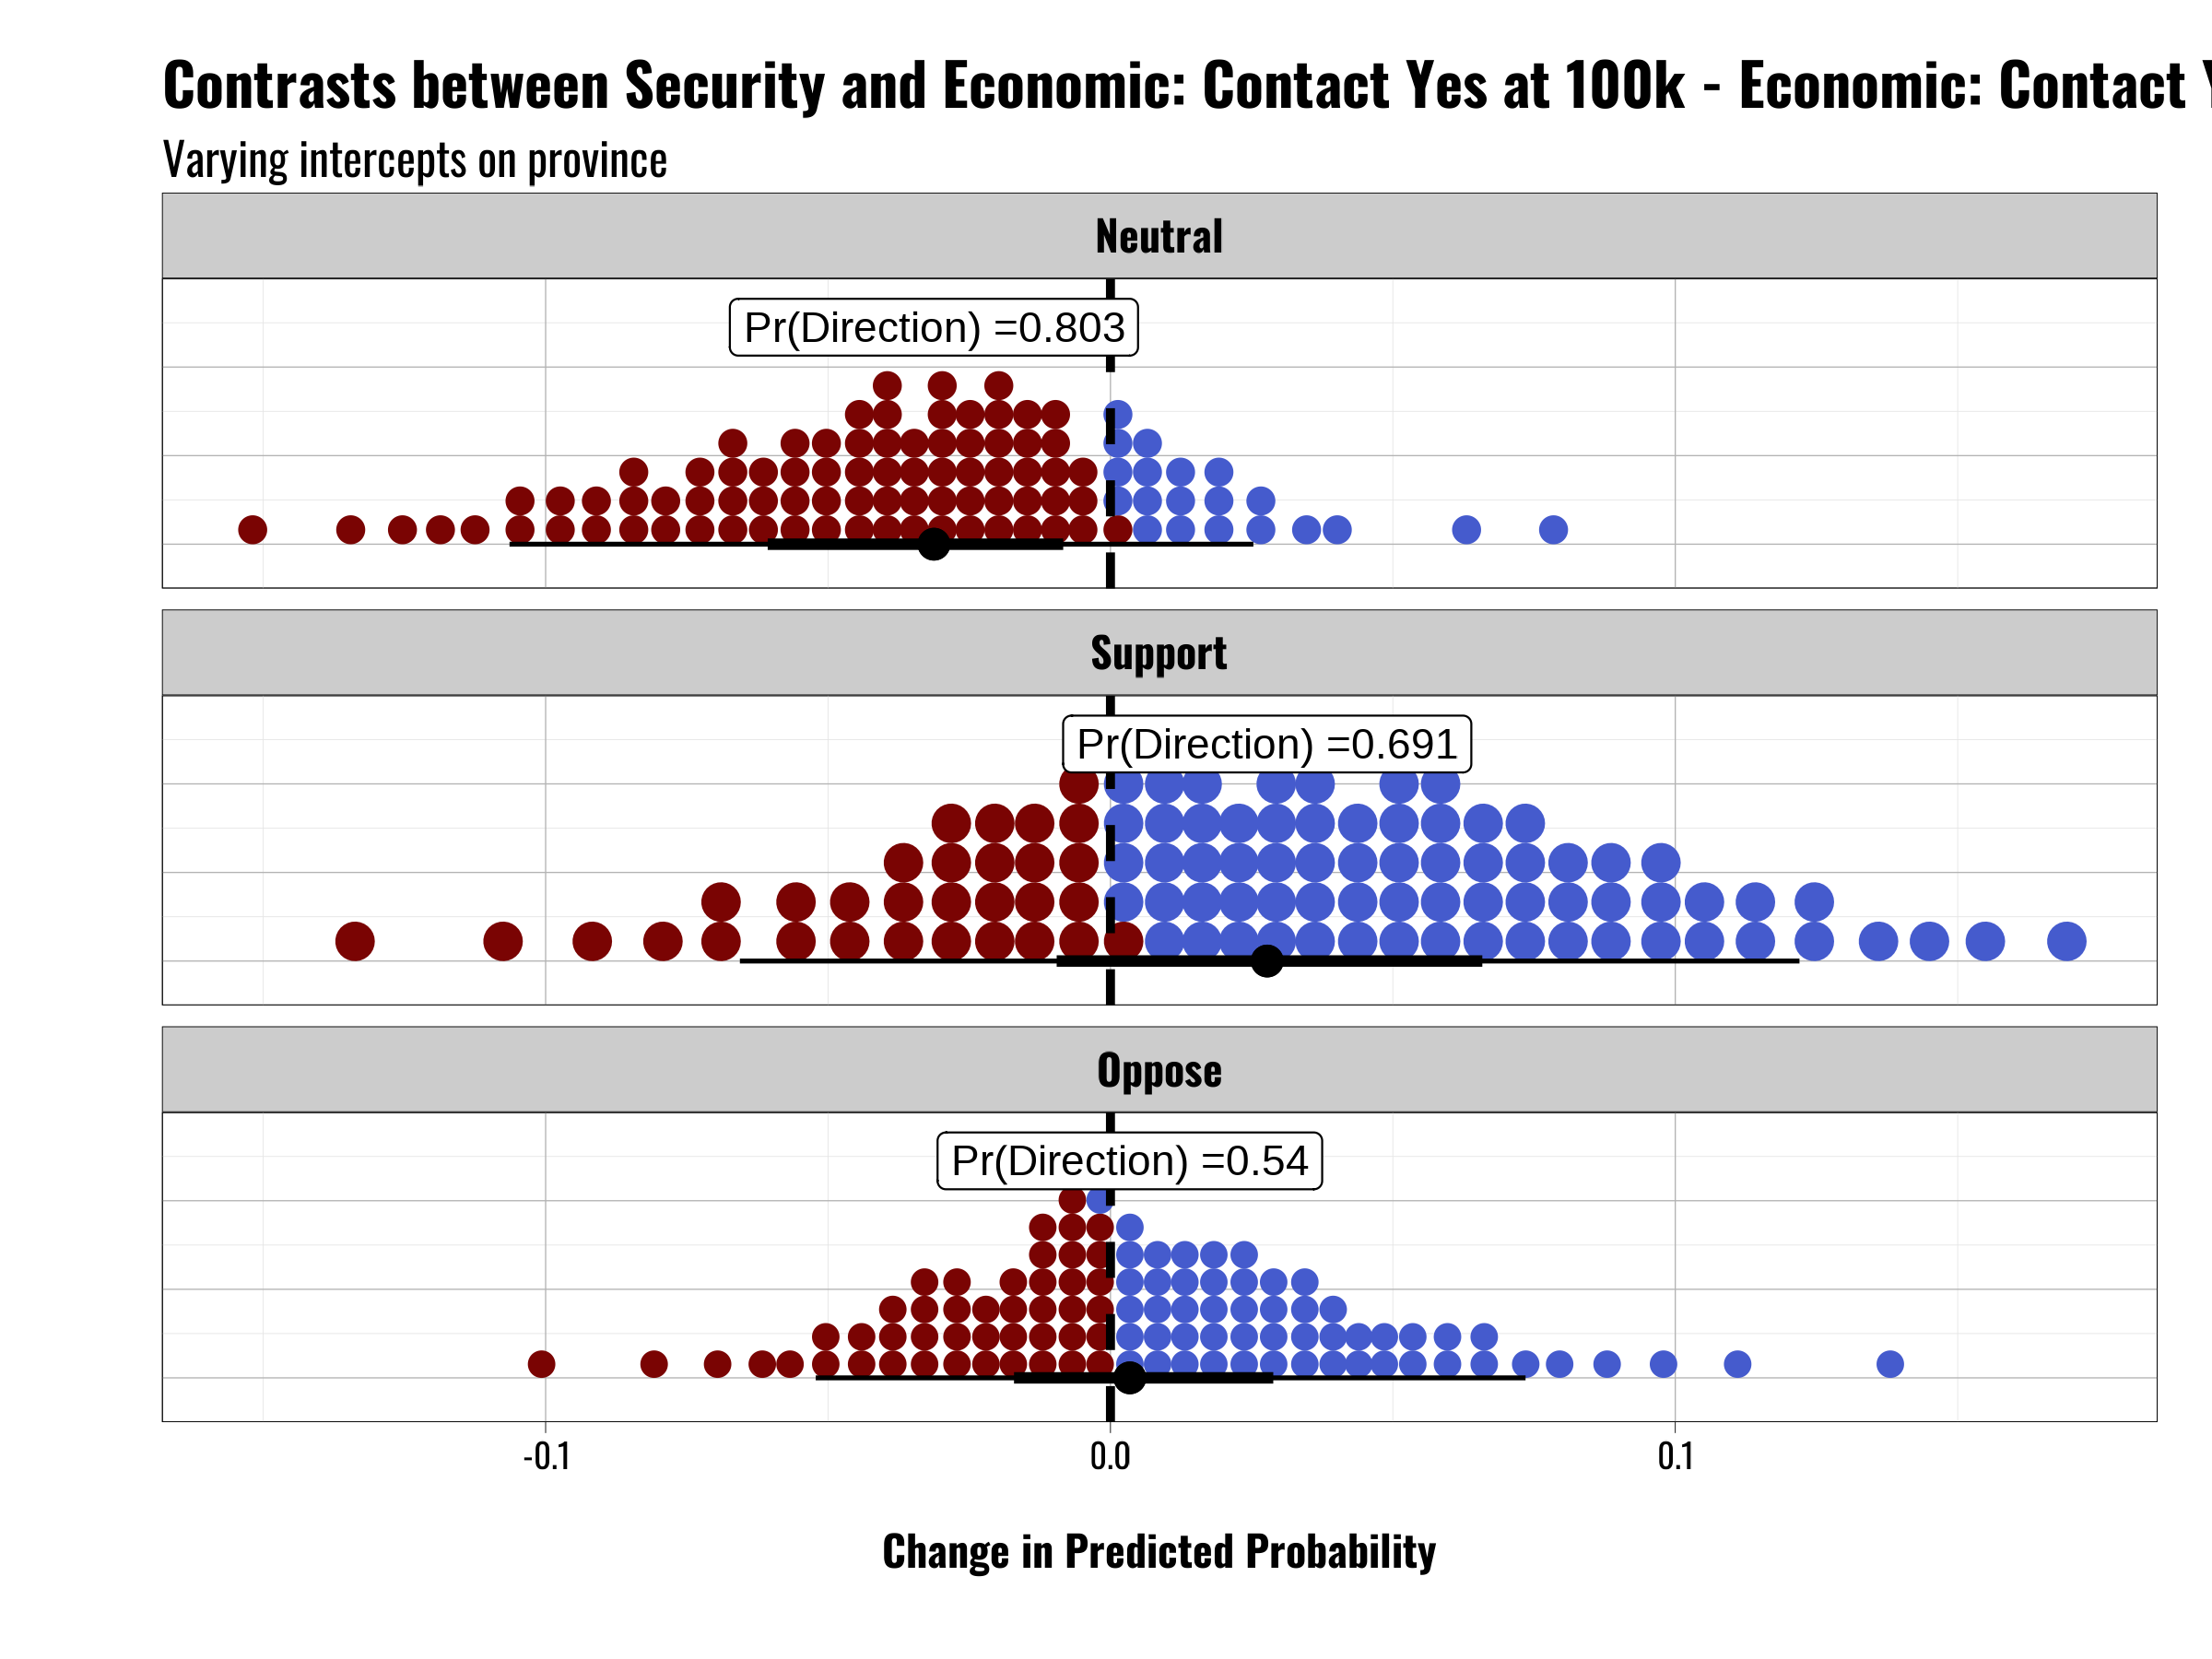 Contrasts between Security and Economic: Contact Yes at 100k - Economic: Contact
Varying intercepts on province
Neutral
Pr(Direction) =0.803
Support
Pr(Direction) =0.691
Oppose
Pr(Direction) =0.54
-0.1 0.0 0.1
Change in Predicted Probability